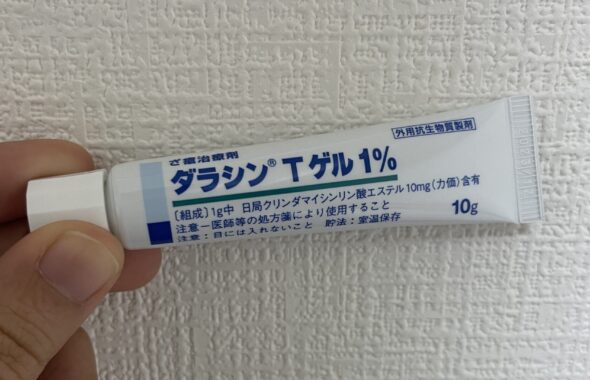 外用抗生物質製剤
ざ瘡治療剤
ダラシン® Tゲル1%
〔組成〕1g中 日局クリンダマイシンリン酸エステル10mg(力価)含有
注意－医師等の処方箋により使用すること
注意：目には入れないこと 貯法：室温保存
10g